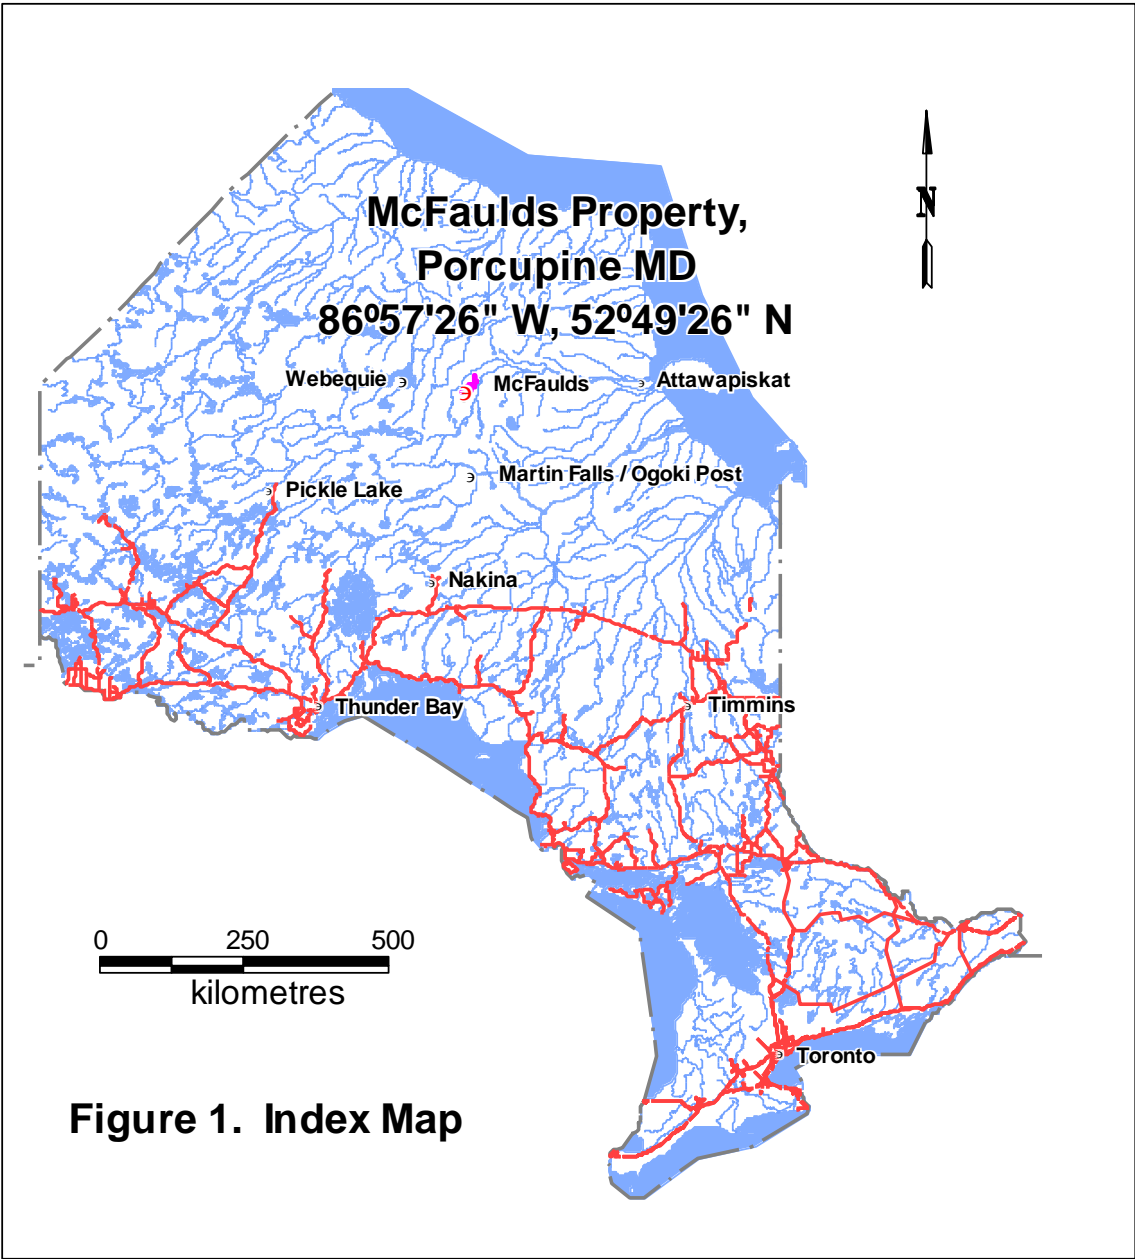 N
McFaulds Property,
Porcupine MD
86º57'26" W, 52º49'26" N
Webequie
McFaulds
Attawapiskat
Martin Falls / Ogoki Post
Pickle Lake
Nakina
Thunder Bay
Timmins
0 250 500
kilometres
Toronto
Figure 1. Index Map